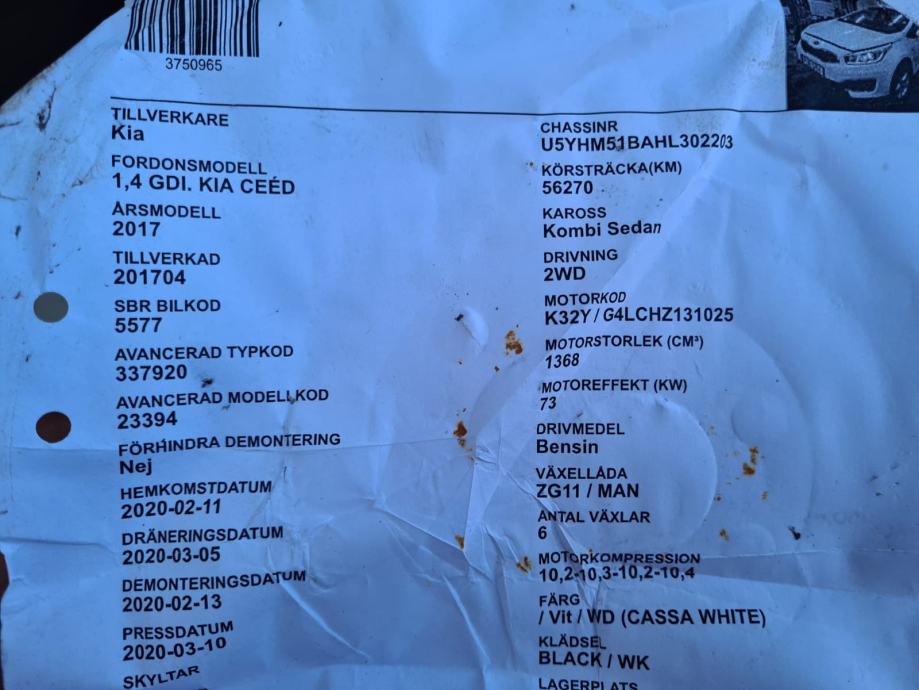 3750965
TILLVERKARE
Kia
FORDONSMODELL
1,4 GDI. KIA CEÉD
ÅRSMODELL
2017
TILLVERKAD
201704
SBR BILKOD
5577
AVANCERAD TYPKOD
337920
AVANCERAD MODELLKOD
23394
FÖRHINDRA DEMONTERING
Nej
HEMKOMSTDATUM
2020-02-11
DRÄNERINGSDATUM
2020-03-05
DEMONTERINGSDATUM
2020-02-13
PRESSDATUM
2020-03-10
SKYLTAR
CHASSINR
U5YHM51BAHL302203
KÖRSTRÄCKA(KM)
56270
KAROSS
Kombi Sedan
DRIVNING
2WD
MOTORKOD
K32Y / G4LCHZ131025
MOTORSTORLEK (CM³)
1368
MOTOREFFEKT (KW)
73
DRIVMEDEL
Bensin
VÄXELLÅDA
ZG11 / MAN
ANTAL VÄXLAR
6
MOTORKOMPRESSION
10,2-10,3-10,2-10,4
FÄRG
/ Vit / WD (CASSA WHITE)
KLÄDSEL
BLACK / WK
LAGERPLATS